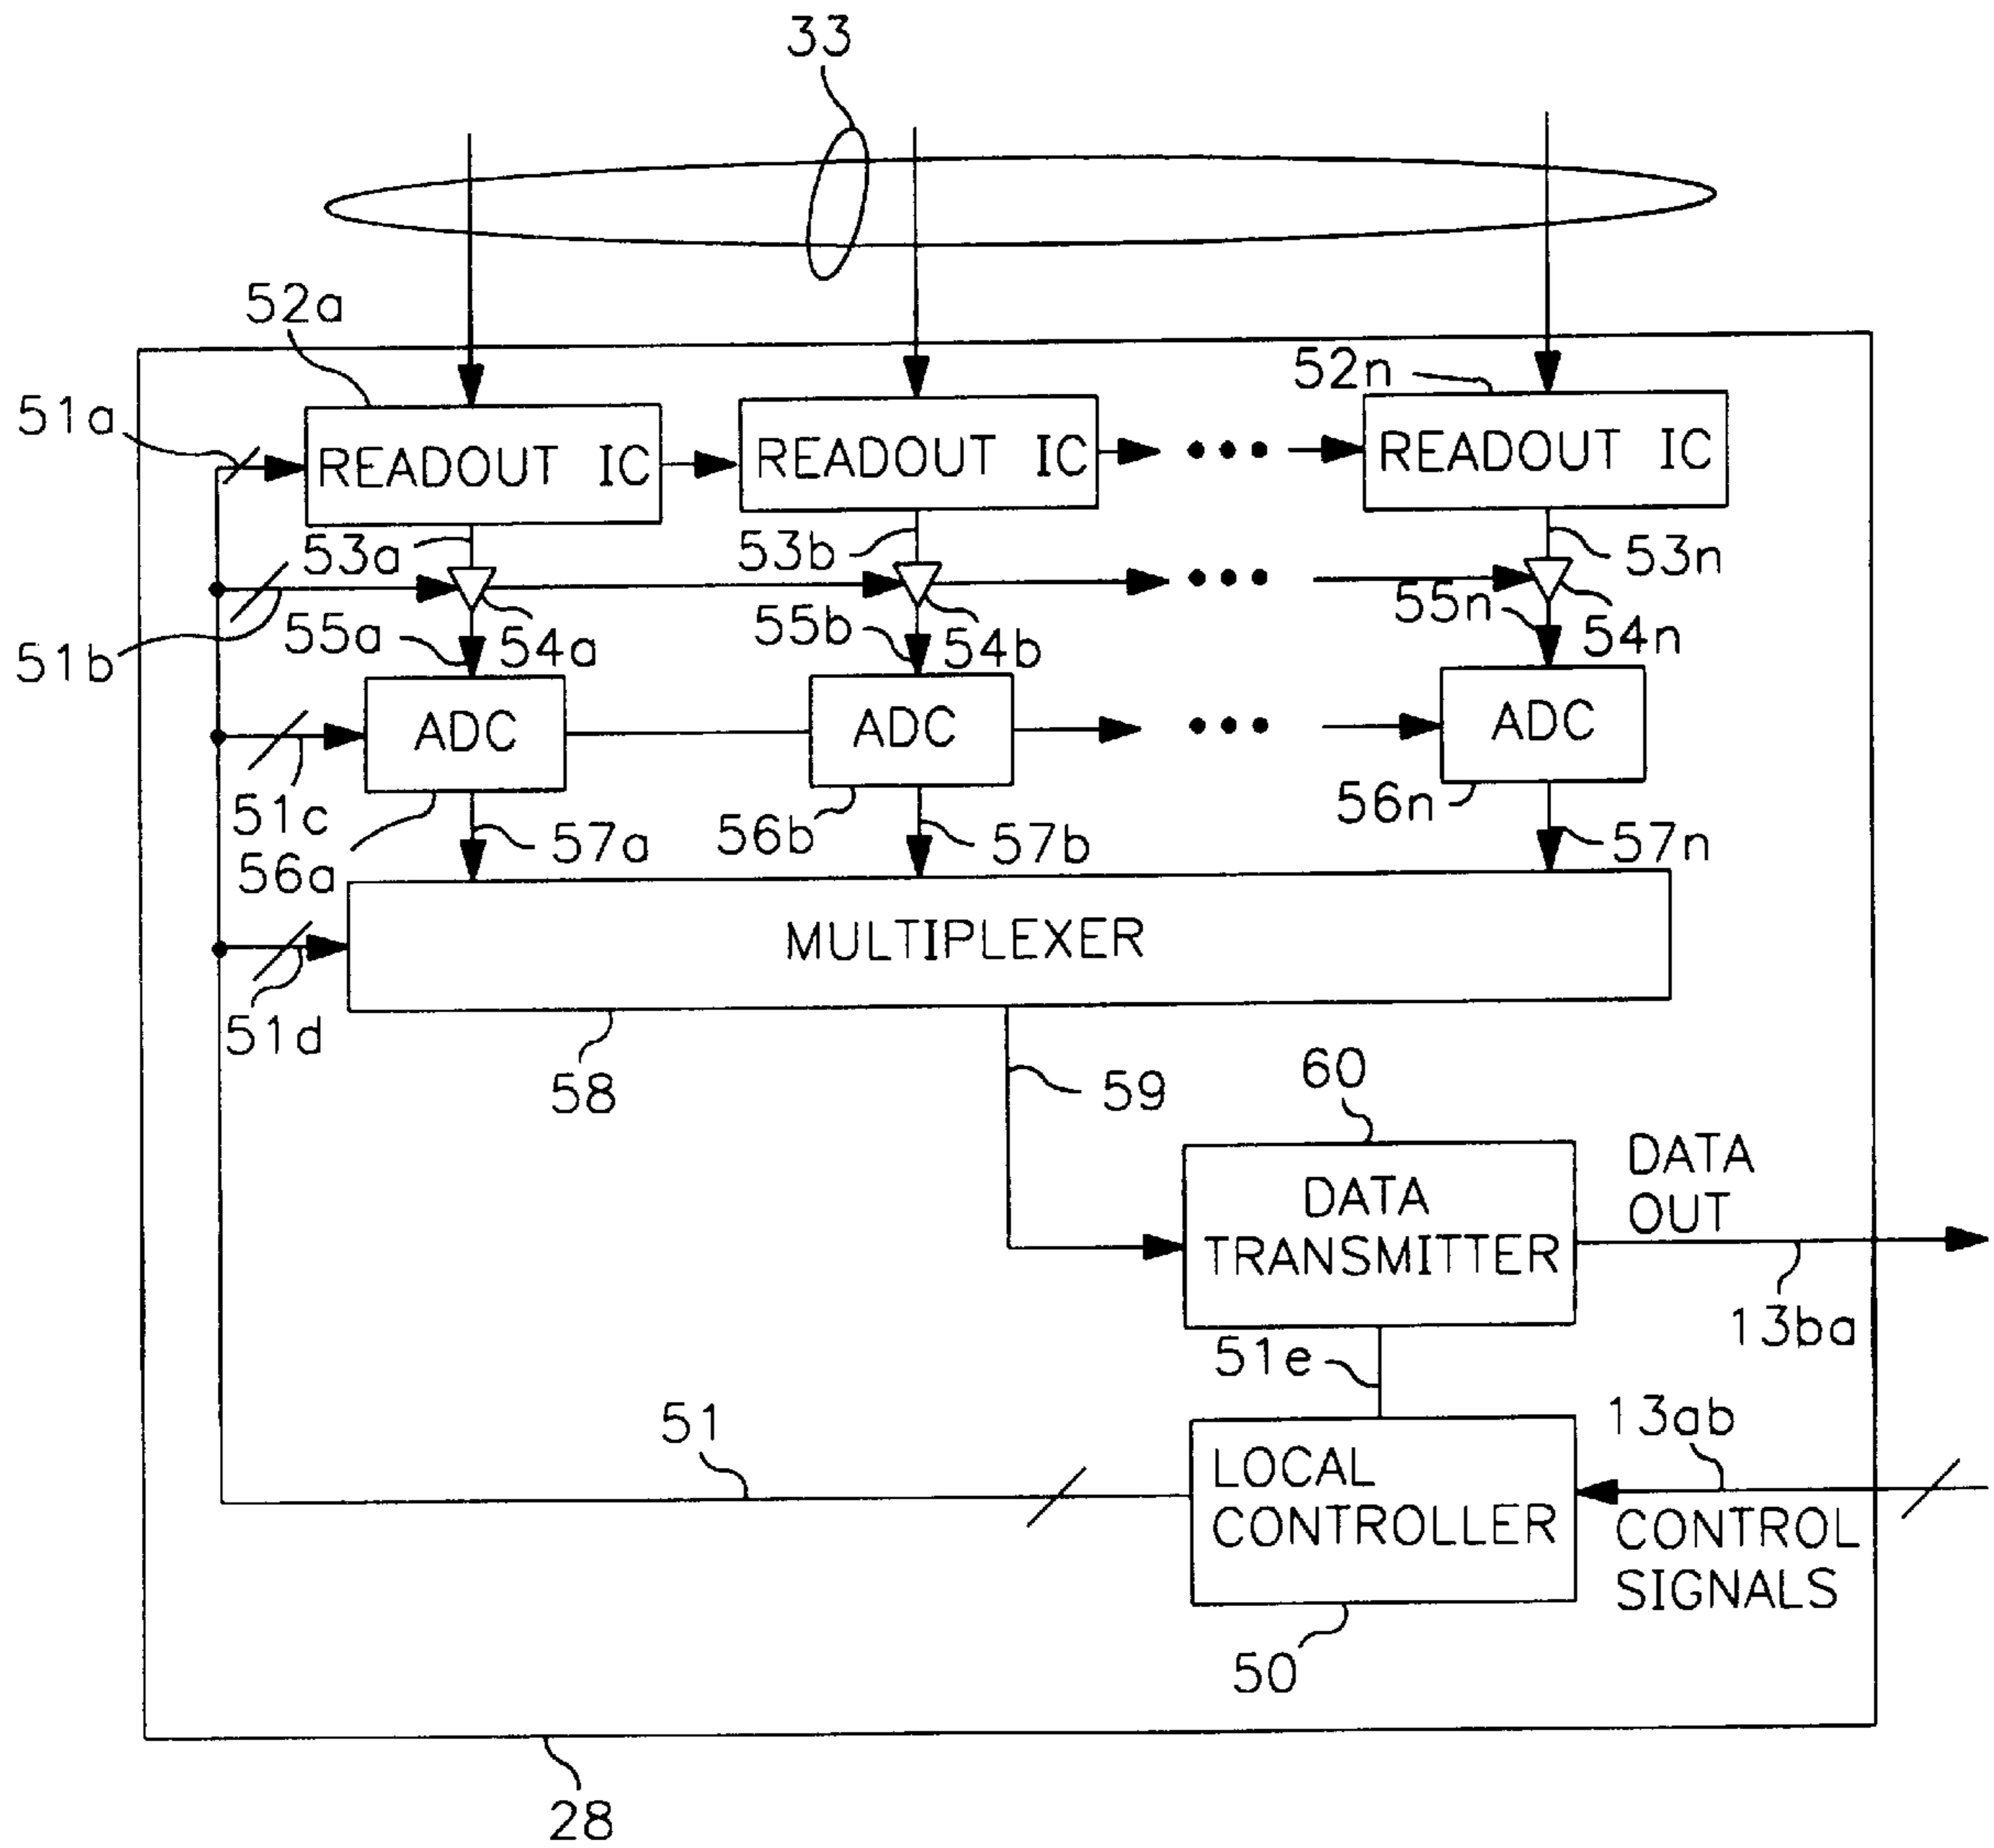 33
52a
52n
51a
READOUT IC
READOUT IC
READOUT IC
53a
53b
53n
51b
55a
54a
55b
54b
55n
54n
ADC
ADC
ADC
51c
56a
57a
56b
57b
56n
57n
MULTIPLEXER
51d
58
59
60
DATA
TRANSMITTER
DATA
OUT
13ba
51e
51
13ab
LOCAL
CONTROLLER
CONTROL
SIGNALS
50
28